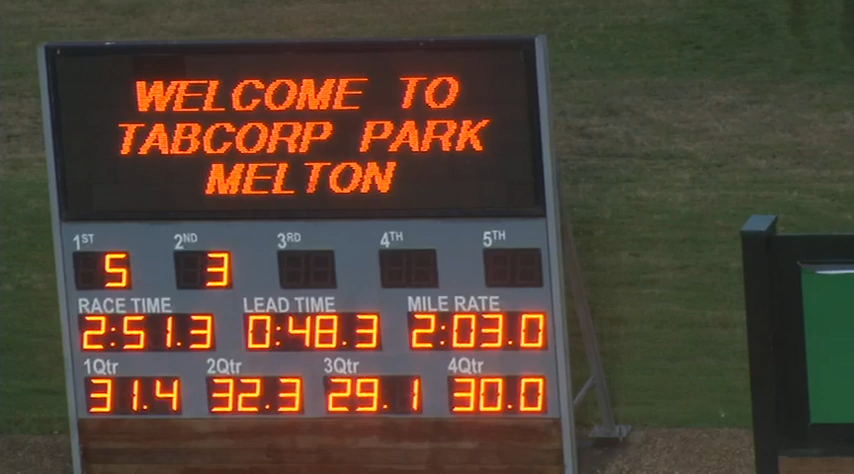 WELCOME TO
TABCORP PARK
MELTON
1ST 2ND 3RD 4TH 5TH
5 3
RACE TIME LEAD TIME MILE RATE
2:51.3 0:48.3 2:03.0
1Qtr 2Qtr 3Qtr 4Qtr
31.4 32.3 29.1 30.0